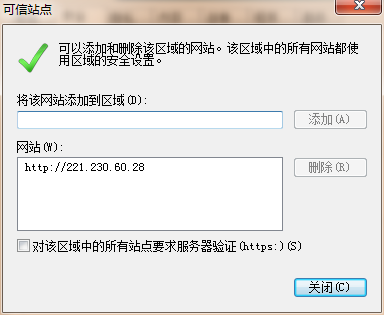 可信站点
可以添加和删除该区域的网站。该区域中的所有网站都使
用区域的安全设置。
将该网站添加到区域(D):
添加(A)
网站(W):
http://221.230.60.28
删除(R)
对该区域中的所有站点要求服务器验证(https:)(S)
关闭(C)